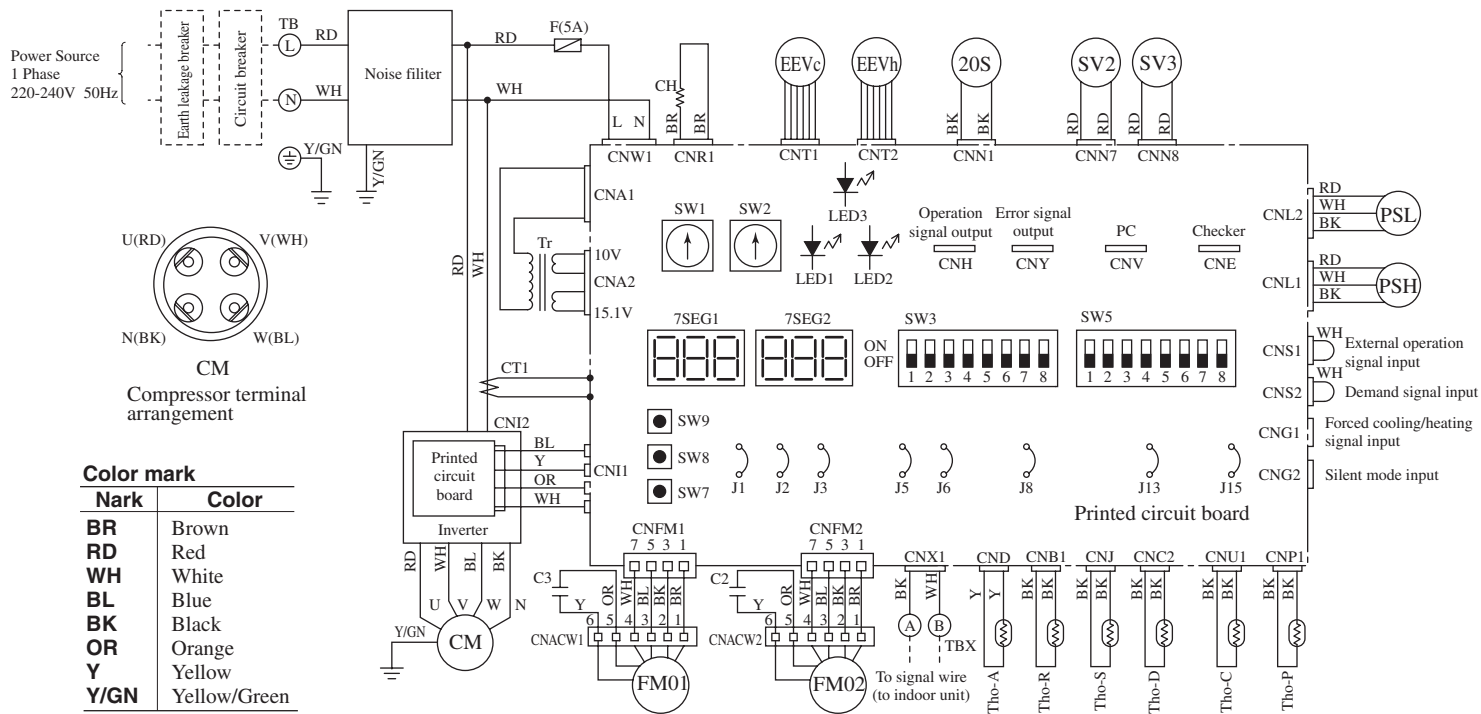 Power Source
1 Phase
220-240V 50Hz
Earth leakage breaker
Circuit breaker
TB
L
N
RD
WH
Y/GN
Noise filiter
Y/GN
RD
F(5A)
WH
L N
CNW1
CH
BR
BR
CNR1
EEVc
CNT1
EEVh
CNT2
20S
BK
BK
CNN1
SV2
RD
RD
CNN7
SV3
RD
RD
CNN8
U(RD)
V(WH)
N(BK)
W(BL)
CM
Compressor terminal
arrangement
RD
WH
CNA1
Tr
10V
CNA2
15.1V
CT1
SW1
SW2
LED3
LED1
LED2
Operation
signal output
CNH
Error signal
output
CNY
PC
CNV
Checker
CNE
7SEG1
7SEG2
SW3
ON
OFF
1 2 3 4 5 6 7 8
SW5
1 2 3 4 5 6 7 8
RD
WH
BK
CNL2
PSL
RD
WH
BK
CNL1
PSH
CNS1
WH
External operation
signal input
CNS2
WH
Demand signal input
CNG1
Forced cooling/heating
signal input
CNG2
Silent mode input
SW9
SW8
SW7
J1
J2
J3
J5
J6
J8
J13
J15
Printed circuit board
CNI2
Printed
circuit
board
Inverter
BL
Y
OR
WH
CNI1
RD
WH
BL
BK
U
V
W
N
Y/GN
CM
Color mark
Nark Color
BR Brown
RD Red
WH White
BL Blue
BK Black
OR Orange
Y Yellow
Y/GN Yellow/Green
CNFM1
7 5 3 1
C3
Y
OR
WH
BL
BK
BR
6 5 4 3 2 1
CNACW1
FM01
CNFM2
7 5 3 1
C2
Y
OR
WH
BL
BK
BR
6 5 4 3 2 1
CNACW2
FM02
CNX1
BK
WH
A
B
TBX
To signal wire
(to indoor unit)
CND
Y
Y
Tho-A
CNB1
BK
BK
Tho-R
CNJ
BK
BK
Tho-S
CNC2
BK
BK
Tho-D
CNU1
BK
BK
Tho-C
CNP1
BK
BK
Tho-P